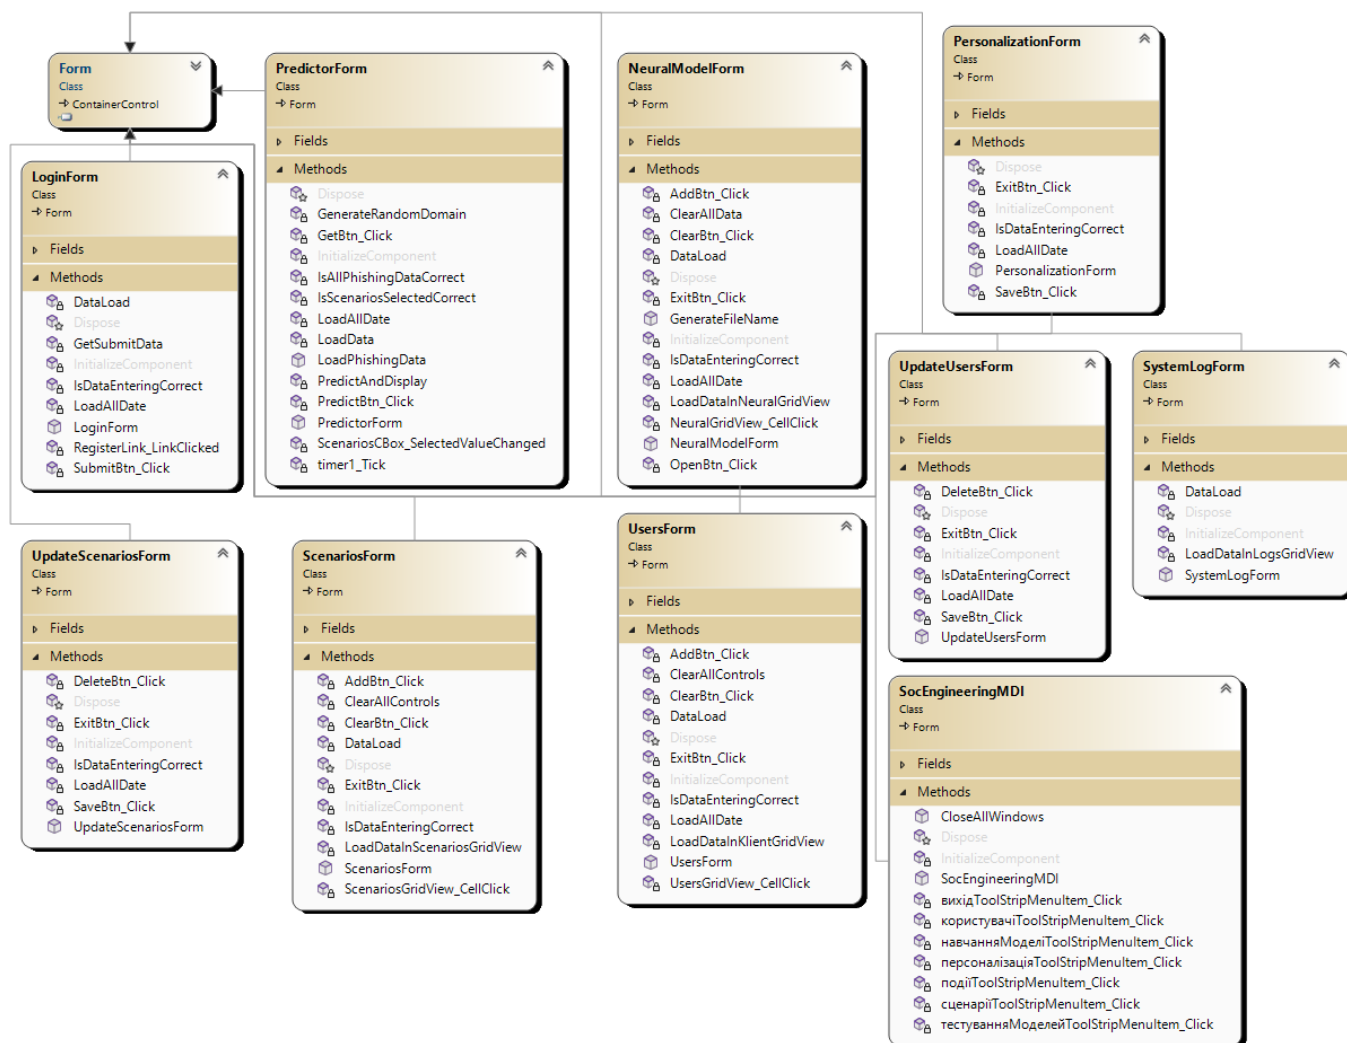 Form
Class
ContainerControl
PredictorForm
Class
Form
Fields
Methods
Dispose
GenerateRandomDomain
GetBtn_Click
InitializeComponent
IsAllPhishingDataCorrect
IsScenariosSelectedCorrect
LoadAllDate
LoadData
LoadPhishingData
PredictAndDisplay
PredictBtn_Click
PredictorForm
ScenariosCBox_SelectedValueChanged
timer1_Tick
NeuralModelForm
Class
Form
Fields
Methods
AddBtn_Click
ClearAllData
ClearBtn_Click
DataLoad
Dispose
ExitBtn_Click
GenerateFileName
InitializeComponent
IsDataEnteringCorrect
LoadAllDate
LoadDataInNeuralGridView
NeuralGridView_CellClick
NeuralModelForm
OpenBtn_Click
PersonalizationForm
Class
Form
Fields
Methods
Dispose
ExitBtn_Click
InitializeComponent
IsDataEnteringCorrect
LoadAllDate
PersonalizationForm
SaveBtn_Click
LoginForm
Class
Form
Fields
Methods
DataLoad
Dispose
GetSubmitData
InitializeComponent
IsDataEnteringCorrect
LoadAllDate
LoginForm
RegisterLink_LinkClicked
SubmitBtn_Click
UpdateUsersForm
Class
Form
Fields
Methods
DeleteBtn_Click
Dispose
ExitBtn_Click
InitializeComponent
IsDataEnteringCorrect
LoadAllDate
SaveBtn_Click
UpdateUsersForm
SystemLogForm
Class
Form
Fields
Methods
DataLoad
Dispose
InitializeComponent
LoadDataInLogsGridView
SystemLogForm
UpdateScenariosForm
Class
Form
Fields
Methods
DeleteBtn_Click
Dispose
ExitBtn_Click
InitializeComponent
IsDataEnteringCorrect
LoadAllDate
SaveBtn_Click
UpdateScenariosForm
ScenariosForm
Class
Form
Fields
Methods
AddBtn_Click
ClearAllControls
ClearBtn_Click
DataLoad
Dispose
ExitBtn_Click
InitializeComponent
IsDataEnteringCorrect
LoadDataInScenariosGridView
ScenariosForm
ScenariosGridView_CellClick
UsersForm
Class
Form
Fields
Methods
AddBtn_Click
ClearAllControls
ClearBtn_Click
DataLoad
Dispose
ExitBtn_Click
InitializeComponent
IsDataEnteringCorrect
LoadAllDate
LoadDataInKlientGridView
UsersForm
UsersGridView_CellClick
SocEngineeringMDI
Class
Form
Fields
Methods
CloseAllWindows
Dispose
InitializeComponent
SocEngineeringMDI
вихідToolStripMenuItem_Click
користувачіToolStripMenuItem_Click
навчанняМоделіToolStripMenuItem_Click
персоналізаціяToolStripMenuItem_Click
подіїToolStripMenuItem_Click
сценаріїToolStripMenuItem_Click
тестуванняМоделейToolStripMenuItem_Click